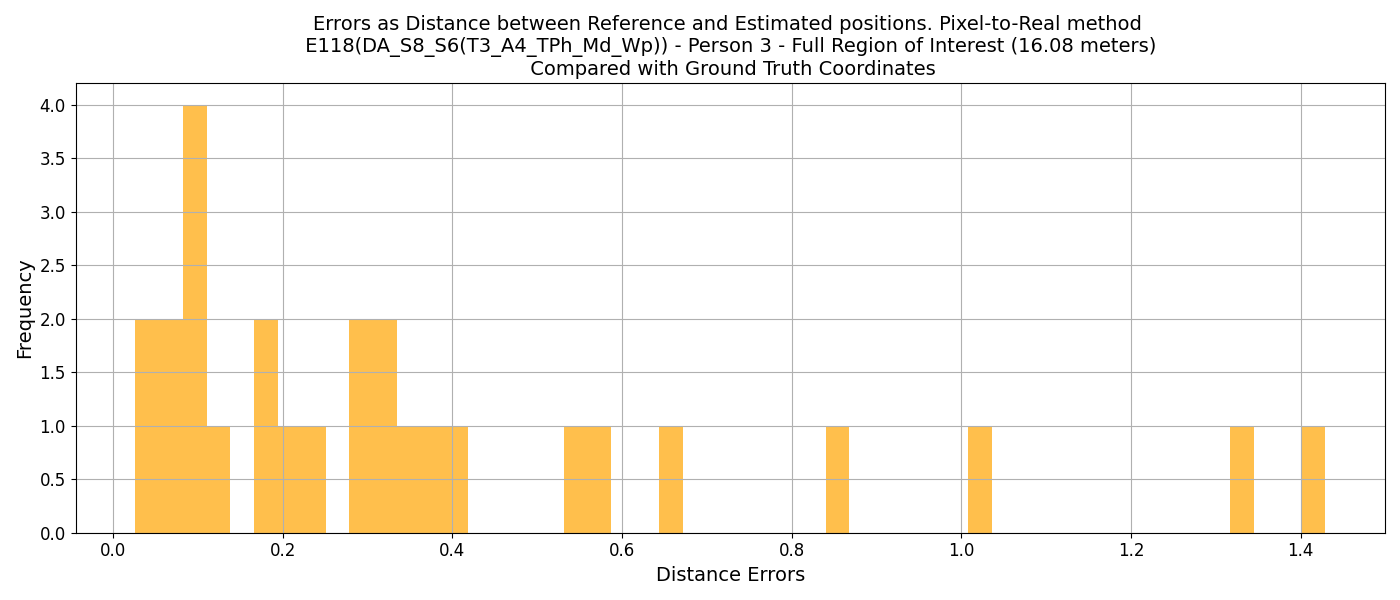 Errors as Distance between Reference and Estimated positions. Pixel-to-Real method
E118(DA_S8_S6(T3_A4_TPh_Md_Wp)) - Person 3 - Full Region of Interest (16.08 meters)
Compared with Ground Truth Coordinates
4.0
3.5
3.0
2.5
2.0
1.5
1.0
0.5
0.0
Frequency
0.0 0.2 0.4 0.6 0.8 1.0 1.2 1.4
Distance Errors